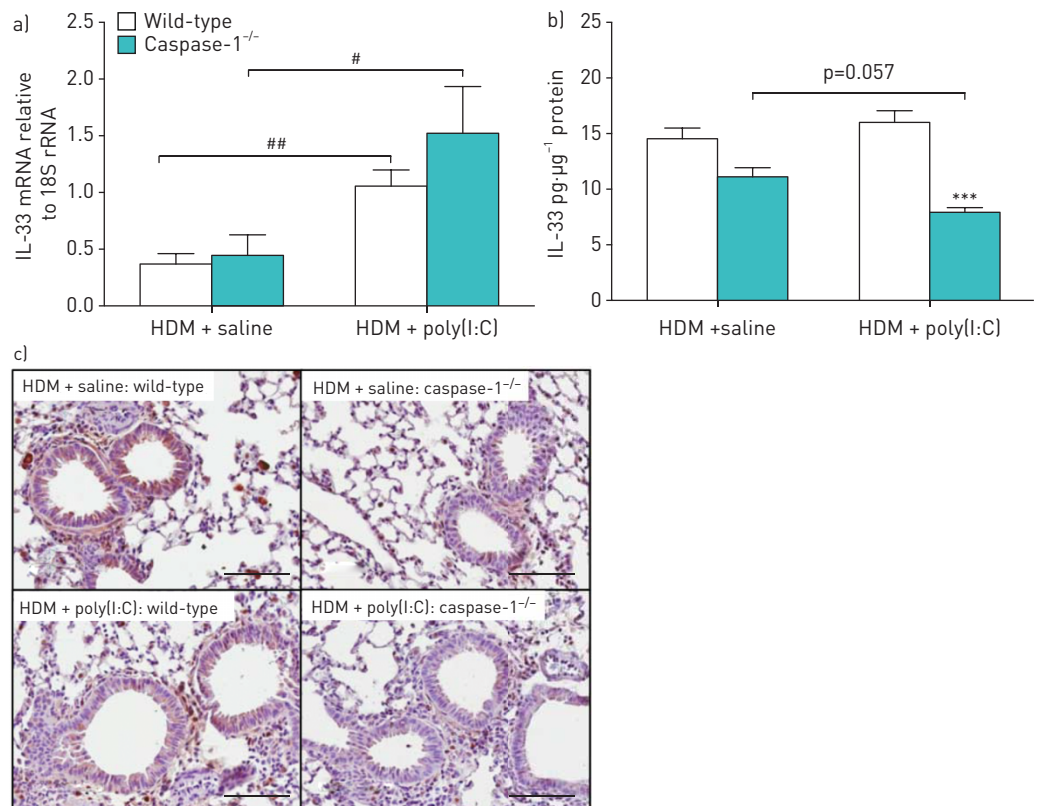 a)
Wild-type
Caspase-1⁻/⁻
IL-33 mRNA relative
to 18S rRNA
2.5
2.0
1.5
1.0
0.5
0.0
#
##
HDM + saline
HDM + poly(I:C)
b)
IL-33 pg·µg⁻¹ protein
25
20
15
10
5
0
p=0.057
***
HDM +saline
HDM + poly(I:C)
c)
HDM + saline: wild-type
HDM + saline: caspase-1⁻/⁻
HDM + poly(I:C): wild-type
HDM + poly(I:C): caspase-1⁻/⁻